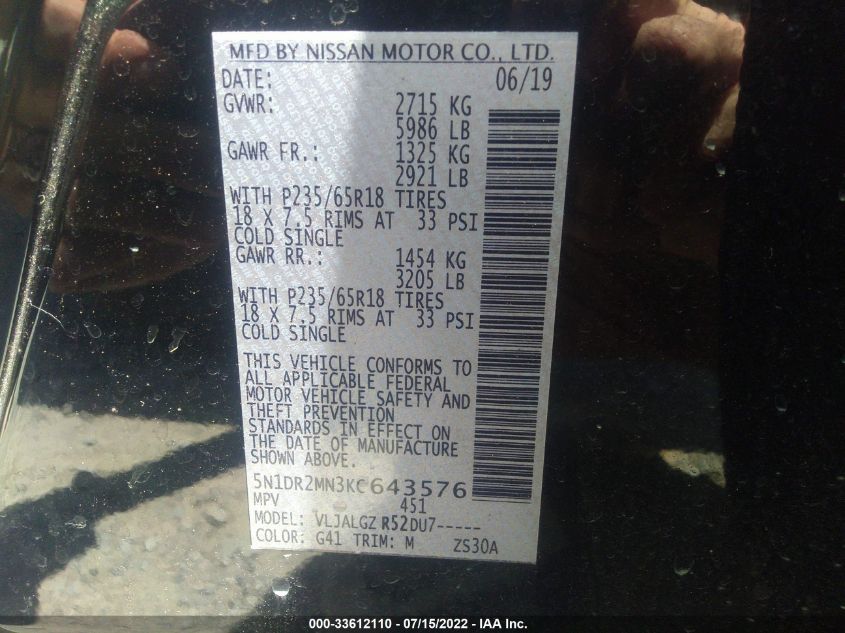 MFD BY NISSAN MOTOR CO., LTD.
DATE: 06/19
GVWR: 2715 KG
5986 LB
GAWR FR.: 1325 KG
2921 LB
WITH P235/65R18 TIRES
18 X 7.5 RIMS AT 33 PSI
COLD SINGLE
GAWR RR.: 1454 KG
3205 LB
WITH P235/65R18 TIRES
18 X 7.5 RIMS AT 33 PSI
COLD SINGLE
THIS VEHICLE CONFORMS TO
ALL APPLICABLE FEDERAL
MOTOR VEHICLE SAFETY AND
THEFT PREVENTION
STANDARDS IN EFFECT ON
THE DATE OF MANUFACTURE
SHOWN ABOVE.
5N1DR2MN3KC643576
MPV 451
MODEL: VLJALGZ R52DU7-----
COLOR: G41 TRIM: M ZS30A
000-33612110 - 07/15/2022 - IAA Inc.